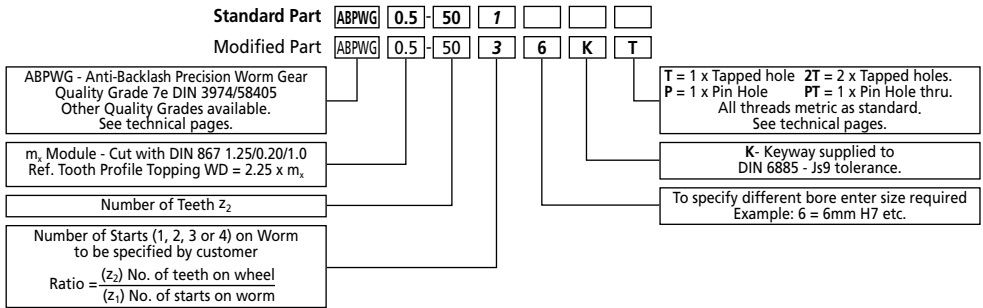 Standard Part ABPWG 0.5 - 50 1
Modified Part ABPWG 0.5 - 50 3 6 K T
ABPWG - Anti-Backlash Precision Worm Gear
Quality Grade 7e DIN 3974/58405
Other Quality Grades available.
See technical pages.
mₓ Module - Cut with DIN 867 1.25/0.20/1.0
Ref. Tooth Profile Topping WD = 2.25 x mₓ
Number of Teeth z₂
Number of Starts (1, 2, 3 or 4) on Worm
to be specified by customer
Ratio = (z₂) No. of teeth on wheel
(z₁) No. of starts on worm
T = 1 x Tapped hole 2T = 2 x Tapped holes.
P = 1 x Pin Hole PT = 1 x Pin Hole thru.
All threads metric as standard.
See technical pages.
K- Keyway supplied to
DIN 6885 - Js9 tolerance.
To specify different bore enter size required
Example: 6 = 6mm H7 etc.